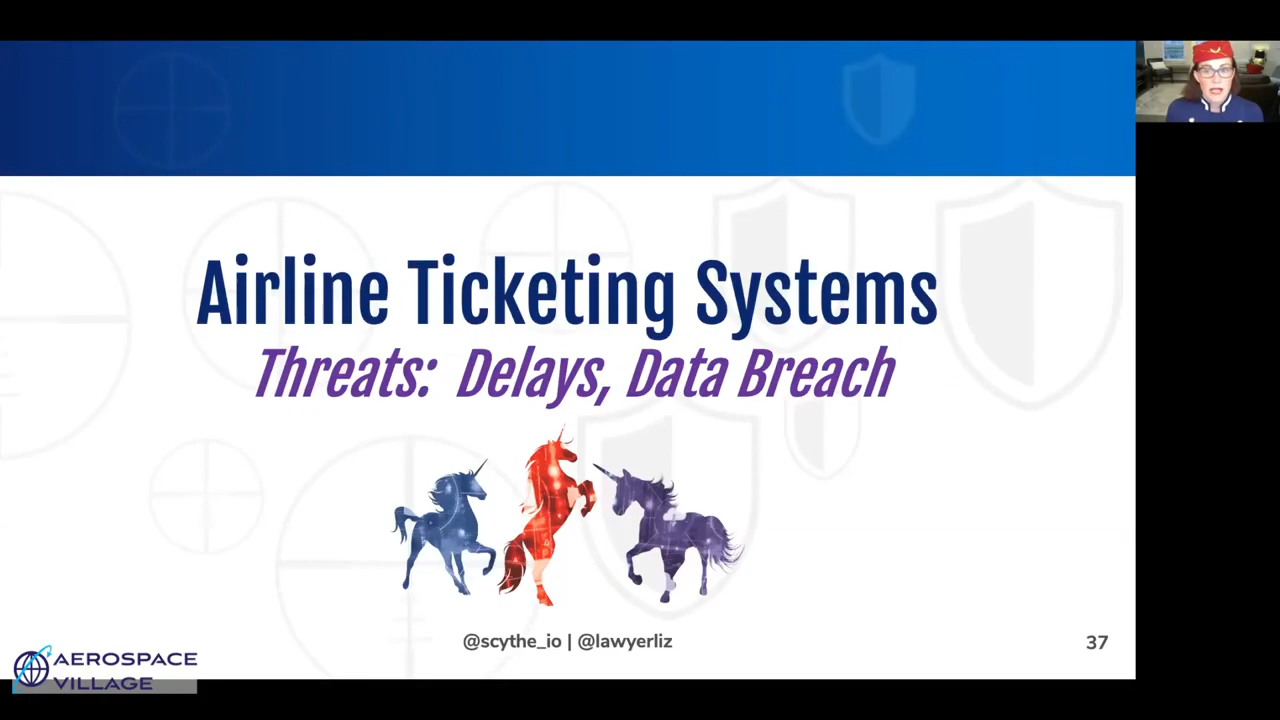 Airline Ticketing Systems
Threats: Delays, Data Breach
@scythe_io | @lawyerliz
37
AEROSPACE
VILLAGE